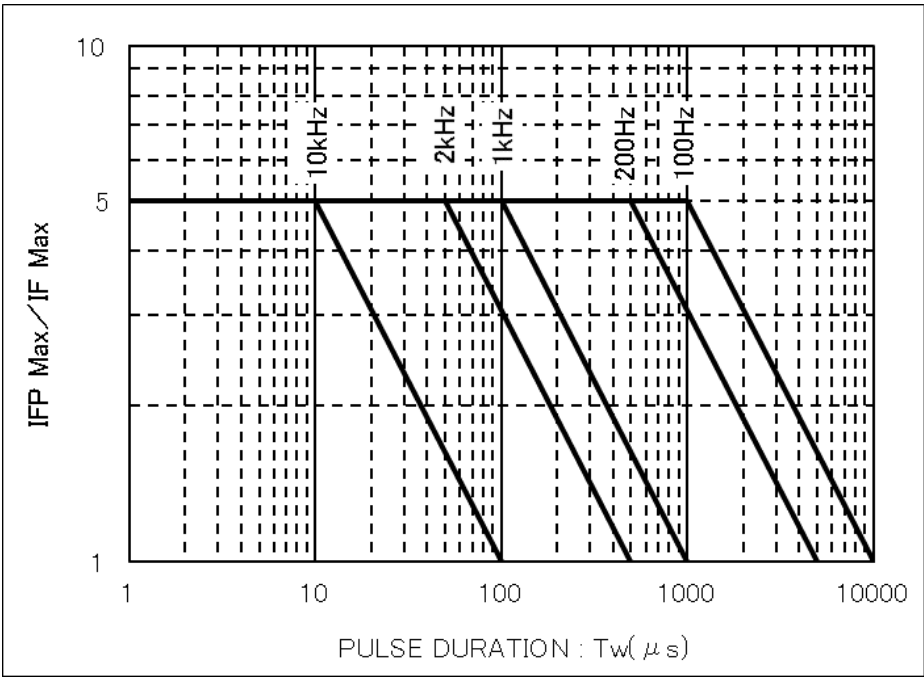 10
5
1
IFP Max／IF Max
10kHz
2kHz
1kHz
200Hz
100Hz
1
10
100
1000
10000
PULSE DURATION : Tw( μ s)